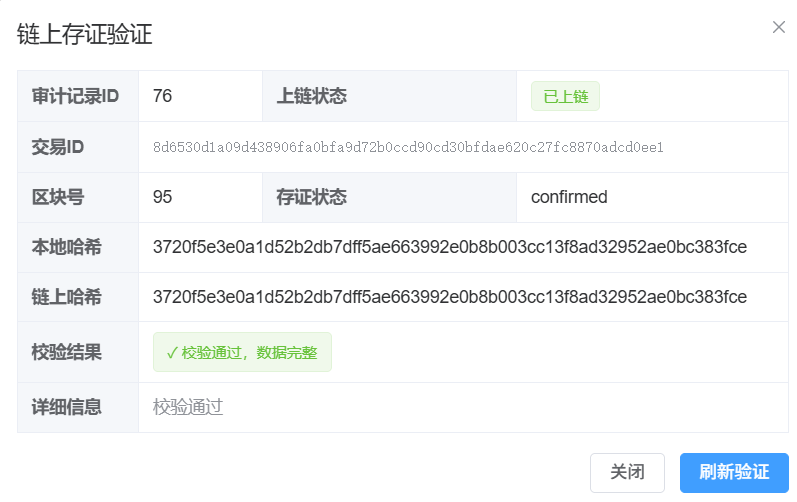 链上存证验证
审计记录ID 76 上链状态 已上链
交易ID 8d6530d1a09d438906fa0bfa9d72b0ccd90cd30bfdae620c27fc8870adcd0ee1
区块号 95 存证状态 confirmed
本地哈希 3720f5e3e0a1d52b2db7dff5ae663992e0b8b003cc13f8ad32952ae0bc383fce
链上哈希 3720f5e3e0a1d52b2db7dff5ae663992e0b8b003cc13f8ad32952ae0bc383fce
校验结果 ✓ 校验通过，数据完整
详细信息 校验通过
关闭 刷新验证